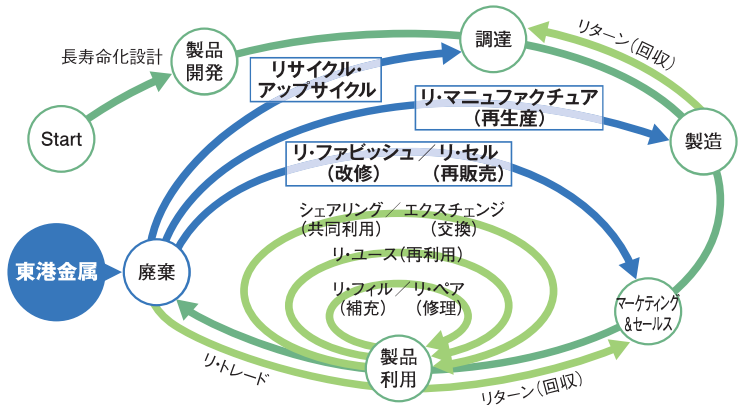 長寿命化設計
製品
開発
調達
リターン（回収）
リサイクル・
アップサイクル
Start
リ・マニュファクチュア
（再生産）
製造
リ・ファビッシュ／リ・セル
（改修）　（再販売）
シェアリング／エクスチェンジ
（共同利用）　（交換）
リ・ユース（再利用）
東港金属
廃棄
リ・フィル／リ・ペア
（補充）　（修理）
マーケティング
&セールス
製品
利用
リ・トレード
リターン（回収）